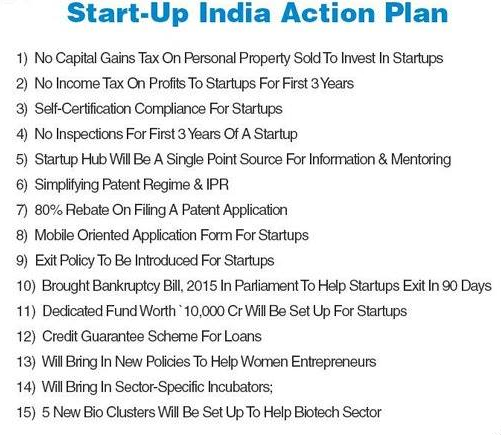 Start-Up India Action Plan
1) No Capital Gains Tax On Personal Property Sold To Invest In Startups
2) No Income Tax On Profits To Startups For First 3 Years
3) Self-Certification Compliance For Startups
4) No Inspections For First 3 Years Of A Startup
5) Startup Hub Will Be A Single Point Source For Information & Mentoring
6) Simplifying Patent Regime & IPR
7) 80% Rebate On Filing A Patent Application
8) Mobile Oriented Application Form For Startups
9) Exit Policy To Be Introduced For Startups
10) Brought Bankruptcy Bill, 2015 In Parliament To Help Startups Exit In 90 Days
11) Dedicated Fund Worth `10,000 Cr Will Be Set Up For Startups
12) Credit Guarantee Scheme For Loans
13) Will Bring In New Policies To Help Women Entrepreneurs
14) Will Bring In Sector-Specific Incubators;
15) 5 New Bio Clusters Will Be Set Up To Help Biotech Sector